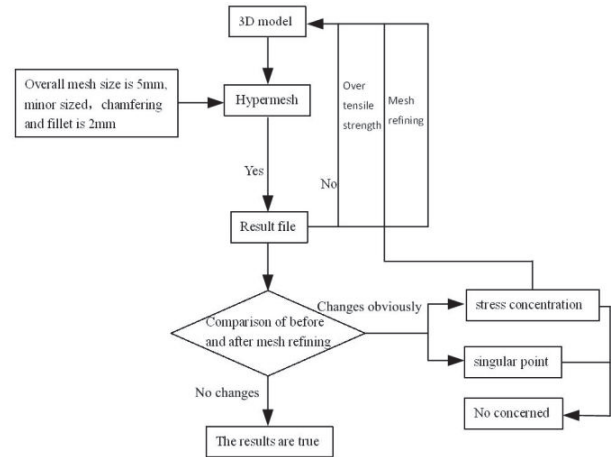 3D model
Overall mesh size is 5mm,
minor sized, chamfering
and fillet is 2mm
Hypermesh
Over
tensile
strength
Mesh
refining
Yes
No
Result file
Changes obviously
stress concentration
Comparison of before
and after mesh refining
singular point
No changes
No concerned
The results are true